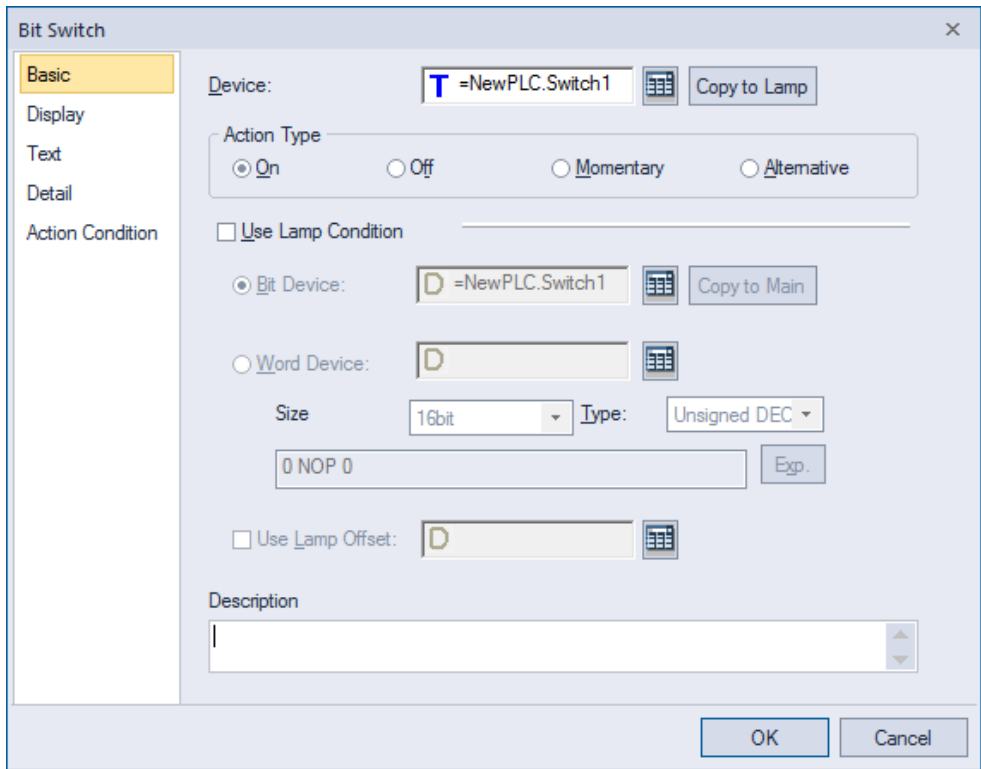 Bit Switch
Basic
Display
Text
Detail
Action Condition
Device: T =NewPLC.Switch1 Copy to Lamp
Action Type
On Off Momentary Alternative
Use Lamp Condition
Bit Device: D =NewPLC.Switch1 Copy to Main
Word Device: D
Size 16bit Type: Unsigned DEC
0 NOP 0 Exp.
Use Lamp Offset: D
Description
OK Cancel